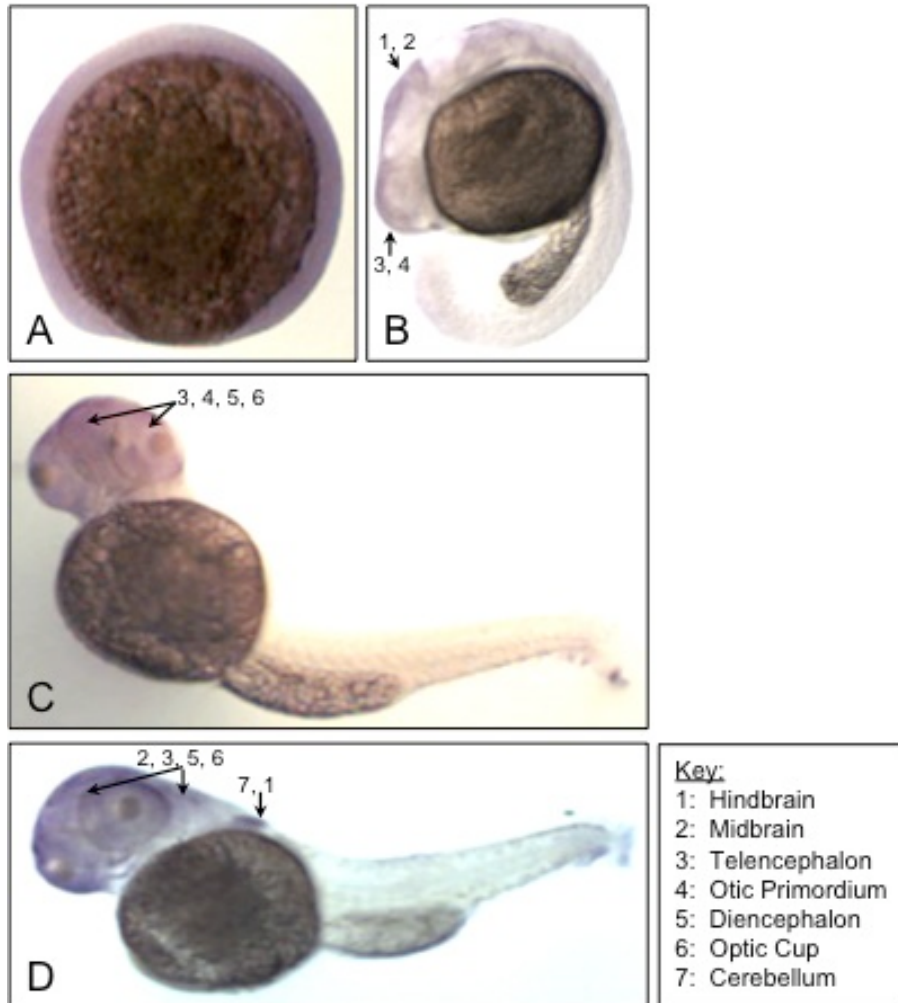 1, 2
3, 4
A
B
3, 4, 5, 6
C
2, 3, 5, 6
7, 1
D
Key:
1: Hindbrain
2: Midbrain
3: Telencephalon
4: Otic Primordium
5: Diencephalon
6: Optic Cup
7: Cerebellum